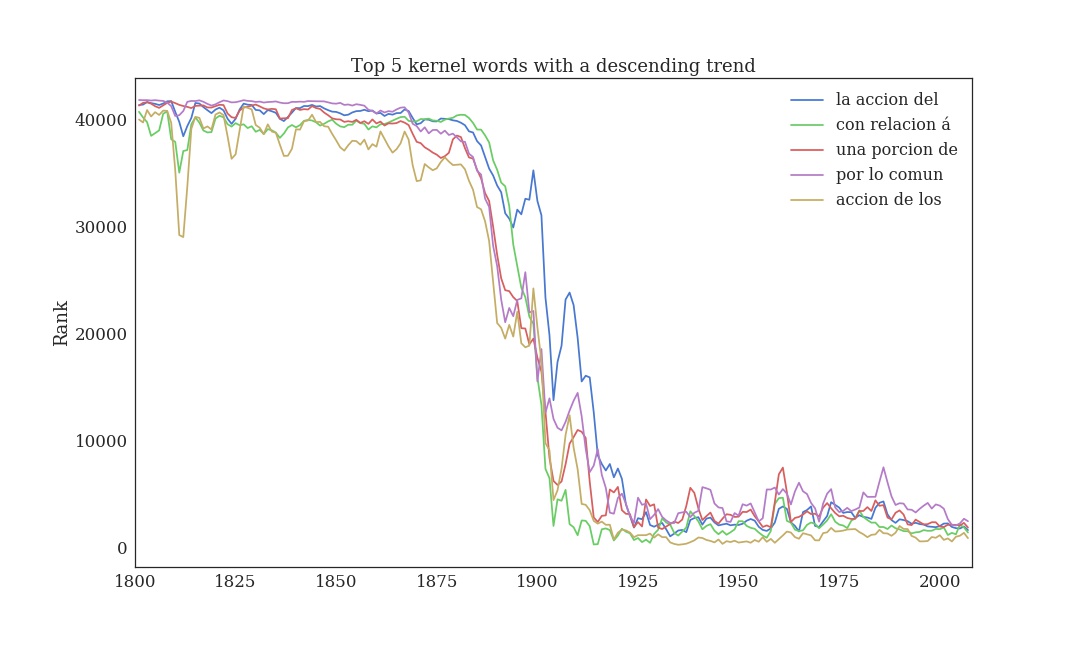 Top 5 kernel words with a descending trend
la accion del
con relacion á
una porcion de
por lo comun
accion de los
Rank
40000
30000
20000
10000
0
1800 1825 1850 1875 1900 1925 1950 1975 2000